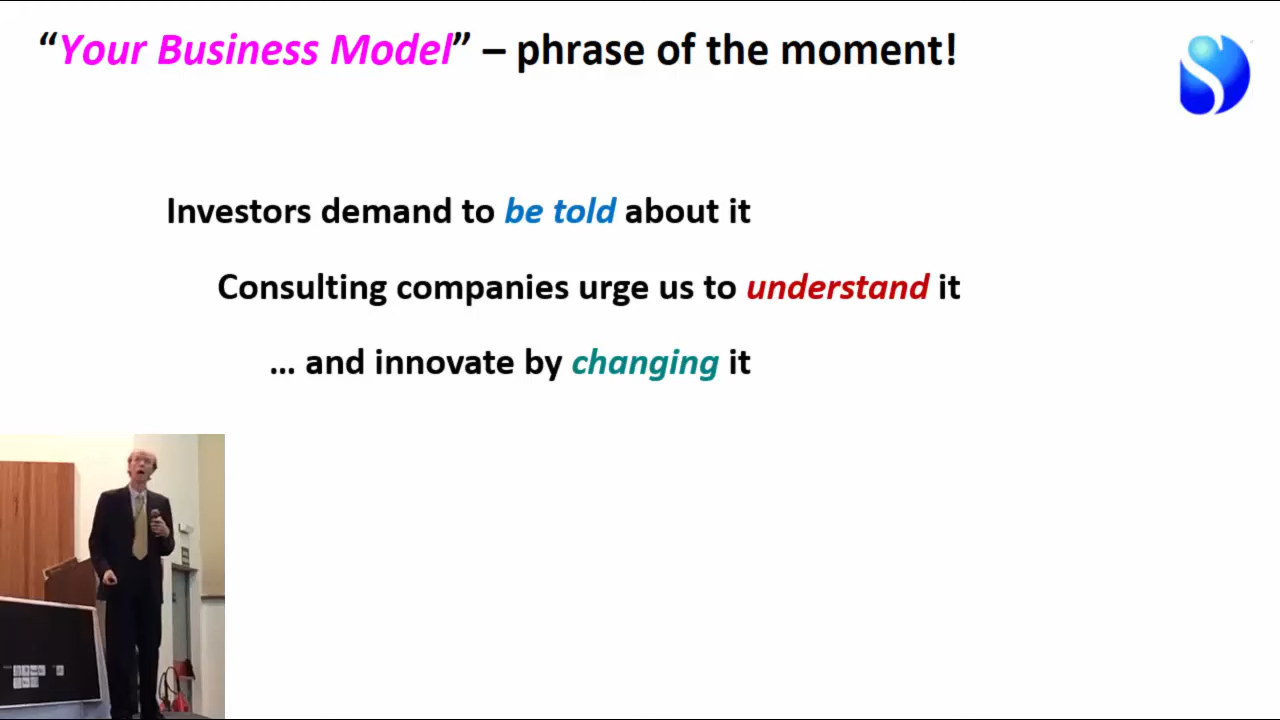 “Your Business Model” – phrase of the moment!
Investors demand to be told about it
Consulting companies urge us to understand it
... and innovate by changing it